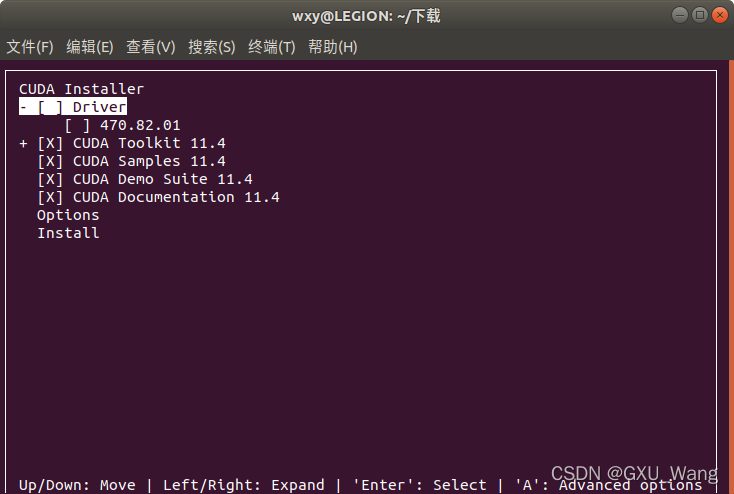 wxy@LEGION: ~/下载
文件(F) 编辑(E) 查看(V) 搜索(S) 终端(T) 帮助(H)
CUDA Installer
- [ ] Driver
[ ] 470.82.01
+ [X] CUDA Toolkit 11.4
[X] CUDA Samples 11.4
[X] CUDA Demo Suite 11.4
[X] CUDA Documentation 11.4
Options
Install
CSDN @GXU_Wang
Up/Down: Move | Left/Right: Expand | 'Enter': Select | 'A': Advanced options